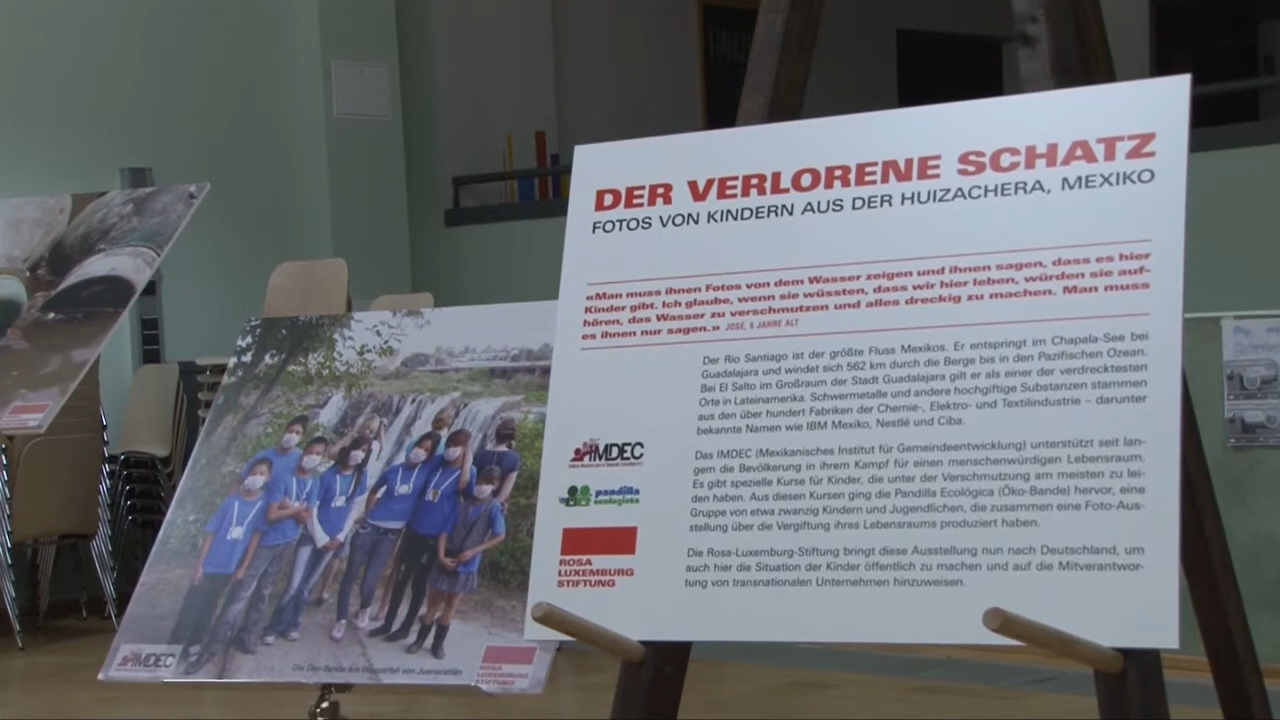 DER VERLORENE SCHATZ
FOTOS VON KINDERN AUS DER HUIZACHERA, MEXIKO
«Man muss ihnen Fotos von dem Wasser zeigen und ihnen sagen, dass es hier
Kinder gibt. Ich glaube, wenn sie wüssten, dass wir hier leben, würden sie auf-
hören, das Wasser zu verschmutzen und alles dreckig zu machen. Man muss
es ihnen nur sagen.» JOSÉ, 6 JAHRE ALT
Der Rio Santiago ist der größte Fluss Mexikos. Er entspringt im Chapala-See bei
Guadalajara und windet sich 562 km durch die Berge bis in den Pazifischen Ozean.
Bei El Salto im Großraum der Stadt Guadalajara gilt er als einer der verdrecktesten
Orte in Lateinamerika. Schwermetalle und andere hochgiftige Substanzen stammen
aus den über hundert Fabriken der Chemie-, Elektro- und Textilindustrie – darunter
bekannte Namen wie IBM Mexiko, Nestlé und Ciba.
Das IMDEC (Mexikanisches Institut für Gemeindeentwicklung) unterstützt seit lan-
gem die Bevölkerung in ihrem Kampf für einen menschenwürdigen Lebensraum.
Es gibt spezielle Kurse für Kinder, die unter der Verschmutzung am meisten zu lei-
den haben. Aus diesen Kursen ging die Pandilla Ecológica (Öko-Bande) hervor, eine
Gruppe von etwa zwanzig Kindern und Jugendlichen, die zusammen eine Foto-Aus-
stellung über die Vergiftung ihres Lebensraums produziert haben.
Die Rosa-Luxemburg-Stiftung bringt diese Ausstellung nun nach Deutschland, um
auch hier die Situation der Kinder öffentlich zu machen und auf die Mitverantwor-
tung von transnationalen Unternehmen hinzuweisen.
IMDEC
pandilla
ecologica
ROSA
LUXEMBURG
STIFTUNG
IMDEC
Die Öko-Bande am Wasserfall von Juanacatlán
ROSA
LUXEMBURG
STIFTUNG